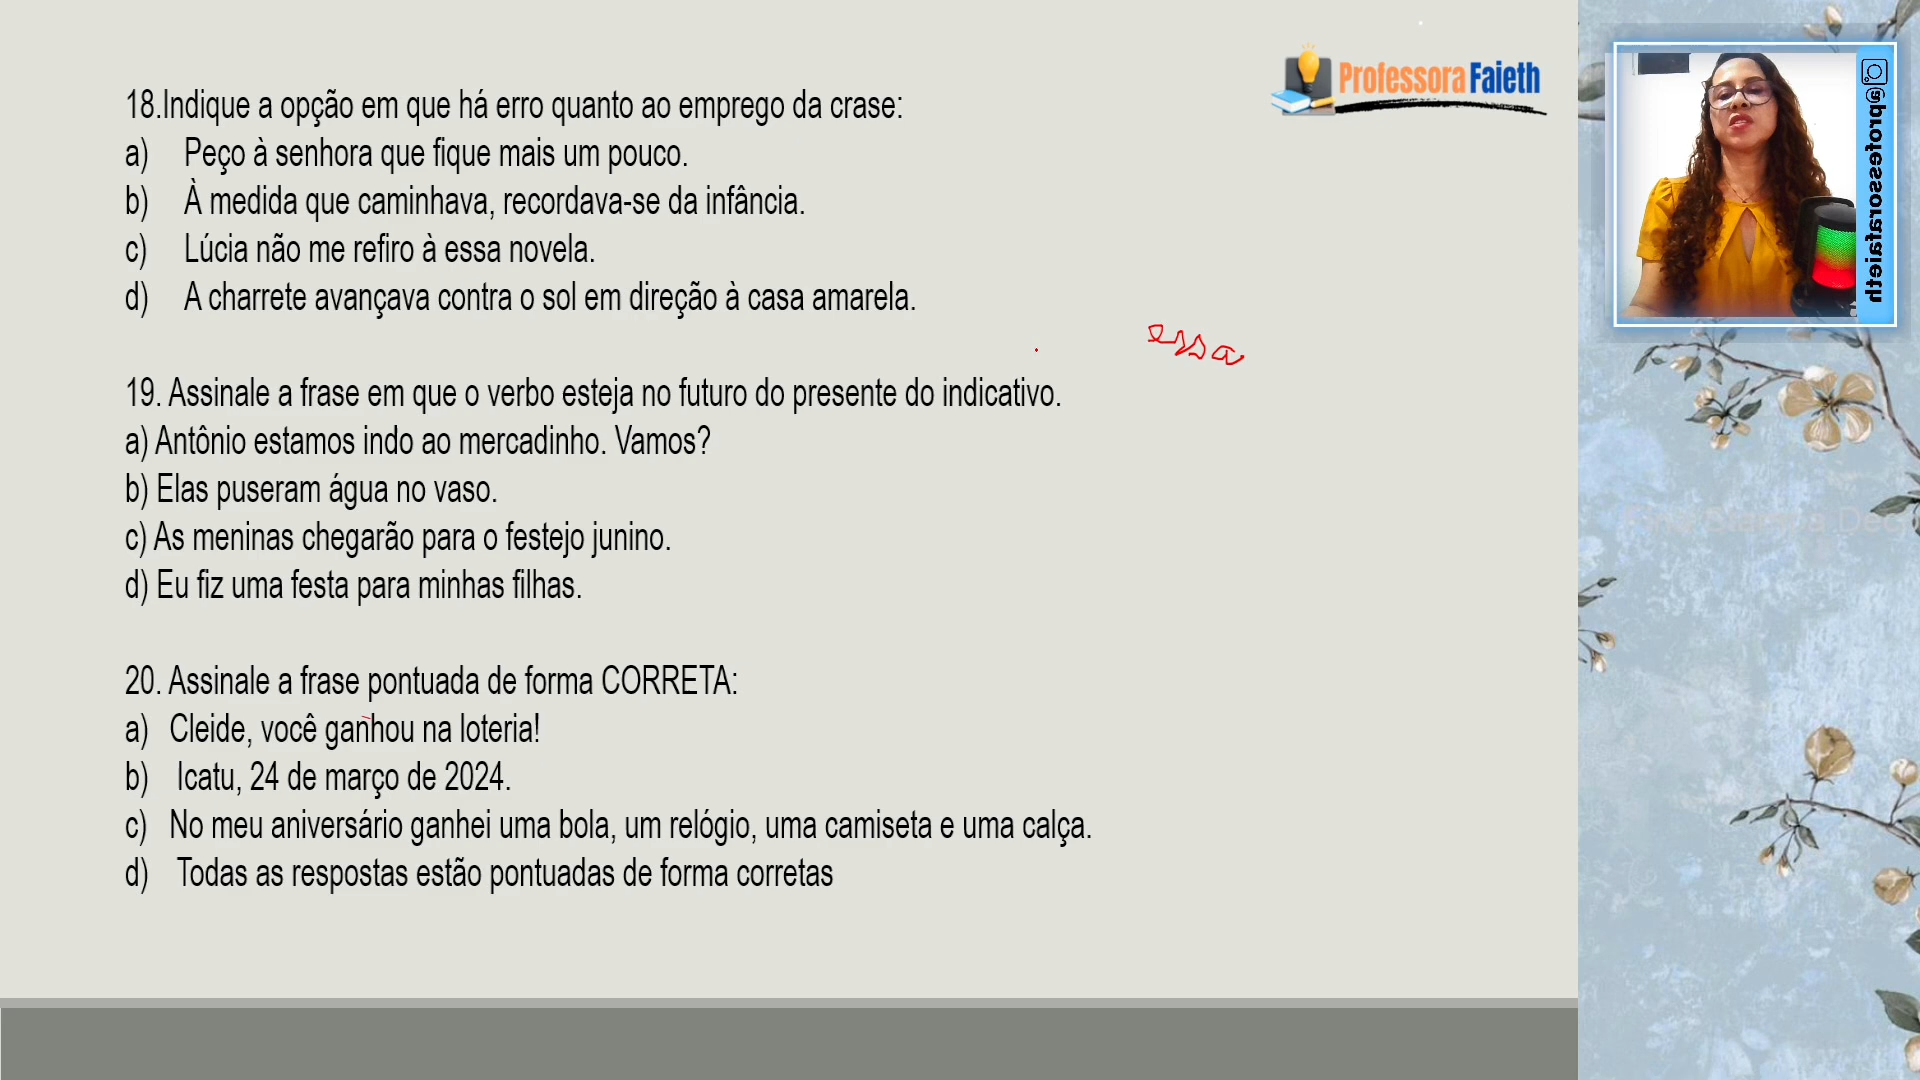 Professora Faieth
@professorafaieth
18.Indique a opção em que há erro quanto ao emprego da crase:
a) Peço à senhora que fique mais um pouco.
b) À medida que caminhava, recordava-se da infância.
c) Lúcia não me refiro à essa novela.
d) A charrete avançava contra o sol em direção à casa amarela.
essa
19. Assinale a frase em que o verbo esteja no futuro do presente do indicativo.
a) Antônio estamos indo ao mercadinho. Vamos?
b) Elas puseram água no vaso.
c) As meninas chegarão para o festejo junino.
d) Eu fiz uma festa para minhas filhas.
20. Assinale a frase pontuada de forma CORRETA:
a) Cleide, você ganhou na loteria!
b) Icatu, 24 de março de 2024.
c) No meu aniversário ganhei uma bola, um relógio, uma camiseta e uma calça.
d) Todas as respostas estão pontuadas de forma corretas